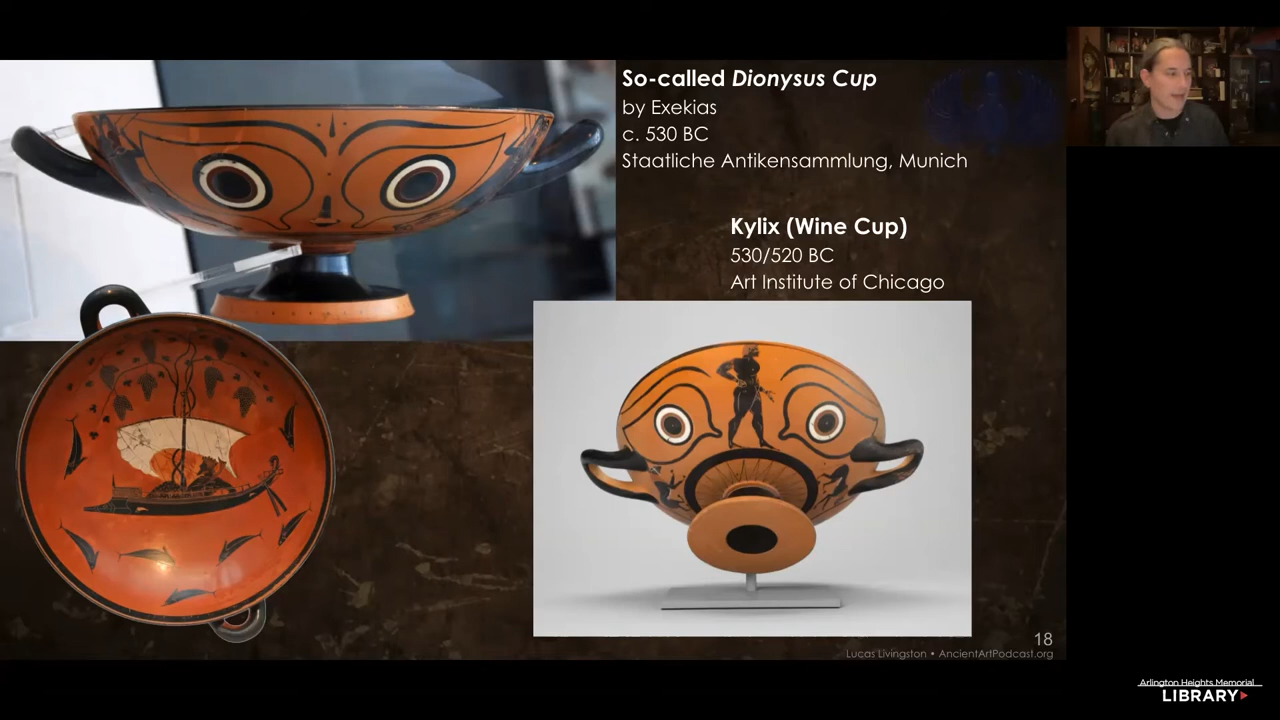 So-called Dionysus Cup
by Exekias
c. 530 BC
Staatliche Antikensammlung, Munich
Kylix (Wine Cup)
530/520 BC
Art Institute of Chicago
18
Lucas Livingston • AncientArtPodcast.org
Arlington Heights Memorial
LIBRARY